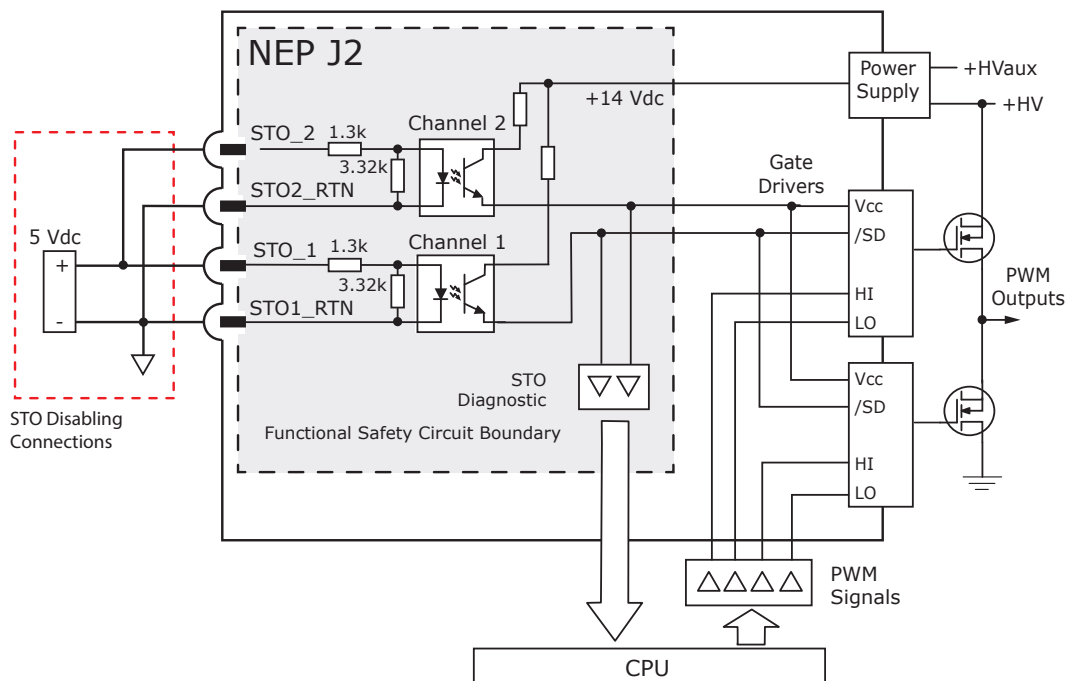 NEP J2
Power
Supply
+HVaux
+HV
+14 Vdc
STO_2
1.3k
3.32k
Channel 2
STO2_RTN
Gate
Drivers
5 Vdc
+
-
STO_1
1.3k
3.32k
Channel 1
STO1_RTN
Vcc
/SD
HI
LO
PWM
Outputs
Vcc
/SD
HI
LO
STO
Diagnostic
Functional Safety Circuit Boundary
STO Disabling
Connections
PWM
Signals
CPU